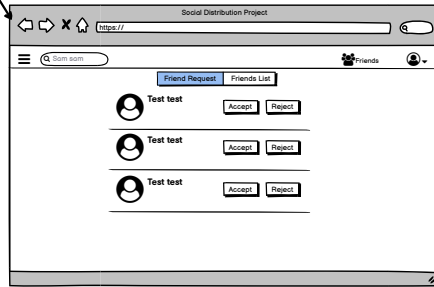 Social Distribution Project
https://
Som som
Friends
Friend Request Friends List
Test test
Accept Reject
Test test
Accept Reject
Test test
Accept Reject